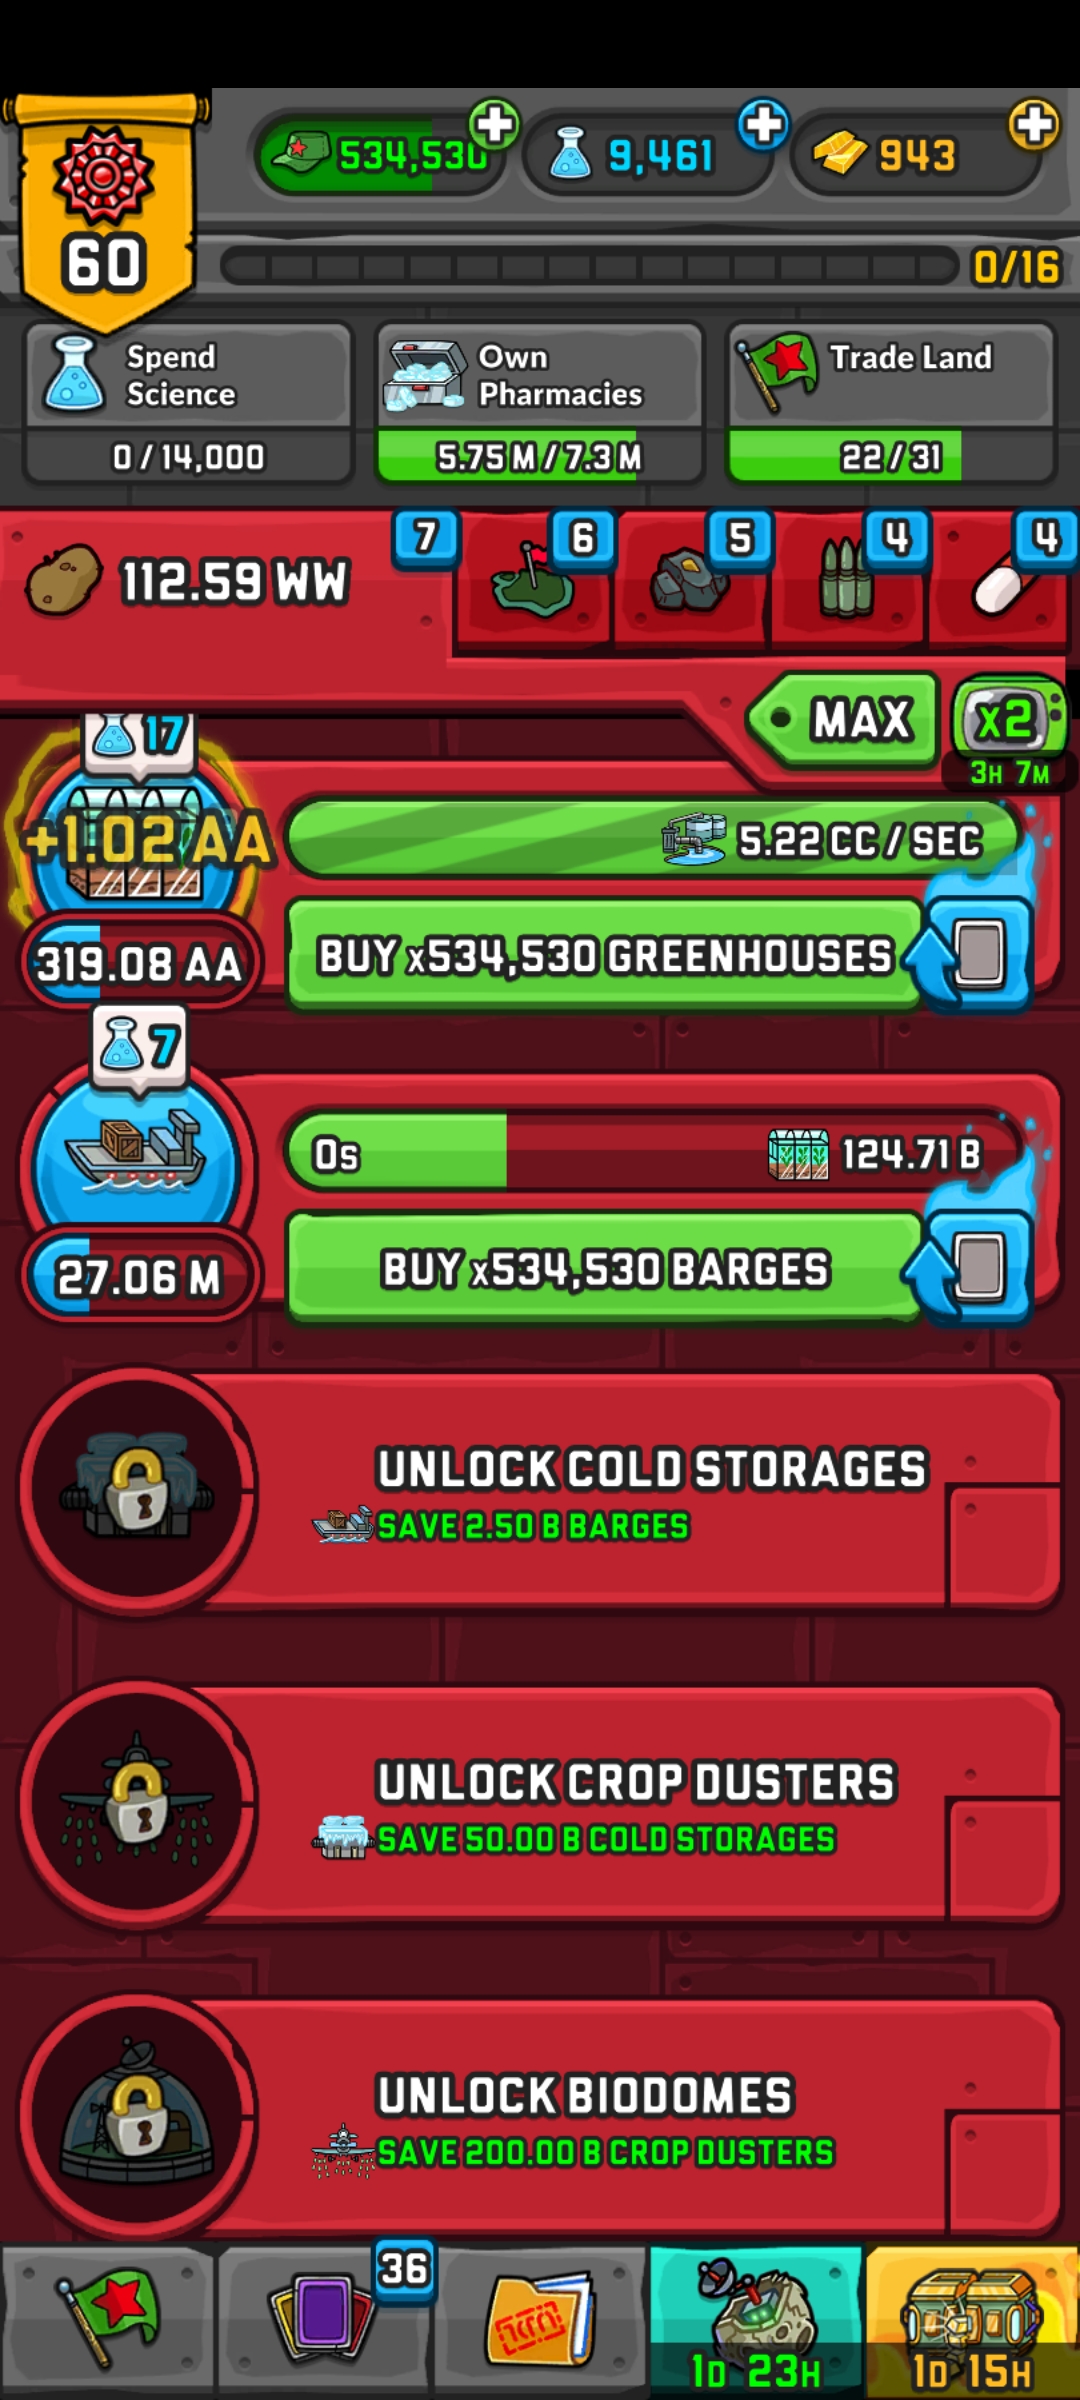 534,530
9,461
943
60
0/16
Spend
Science
0/14,000
Own
Pharmacies
5.75 M/7.3 M
Trade Land
22/31
112.59 WW
7
6
5
4
4
MAX
x2
3H 7M
17
+1.02 AA
5.22 CC / SEC
319.08 AA
BUY x534,530 GREENHOUSES
7
0s
124.71 B
27.06 M
BUY x534,530 BARGES
UNLOCK COLD STORAGES
SAVE 2.50 B BARGES
UNLOCK CROP DUSTERS
SAVE 50.00 B COLD STORAGES
UNLOCK BIODOMES
SAVE 200.00 B CROP DUSTERS
36
1D 23H
1D 15H